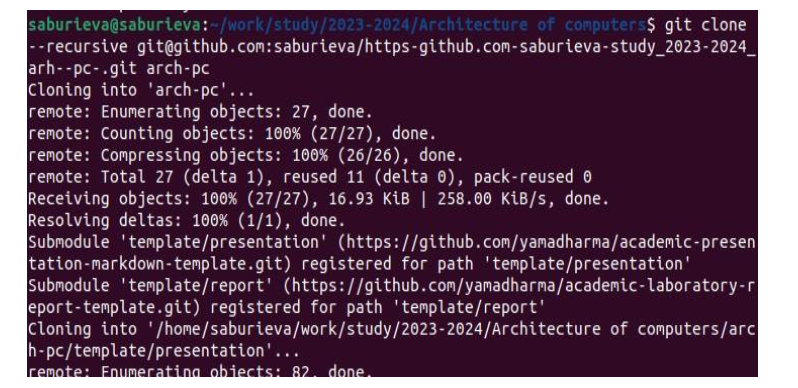 saburieva@saburieva:~/work/study/2023-2024/Architecture of computers$ git clone
--recursive git@github.com:saburieva/https-github.com-saburieva-study_2023-2024_
arh--pc-.git arch-pc
Cloning into 'arch-pc'...
remote: Enumerating objects: 27, done.
remote: Counting objects: 100% (27/27), done.
remote: Compressing objects: 100% (26/26), done.
remote: Total 27 (delta 1), reused 11 (delta 0), pack-reused 0
Receiving objects: 100% (27/27), 16.93 KiB | 258.00 KiB/s, done.
Resolving deltas: 100% (1/1), done.
Submodule 'template/presentation' (https://github.com/yamadharma/academic-presen
tation-markdown-template.git) registered for path 'template/presentation'
Submodule 'template/report' (https://github.com/yamadharma/academic-laboratory-r
eport-template.git) registered for path 'template/report'
Cloning into '/home/saburieva/work/study/2023-2024/Architecture of computers/arc
h-pc/template/presentation'...
remote: Enumerating objects: 82, done.